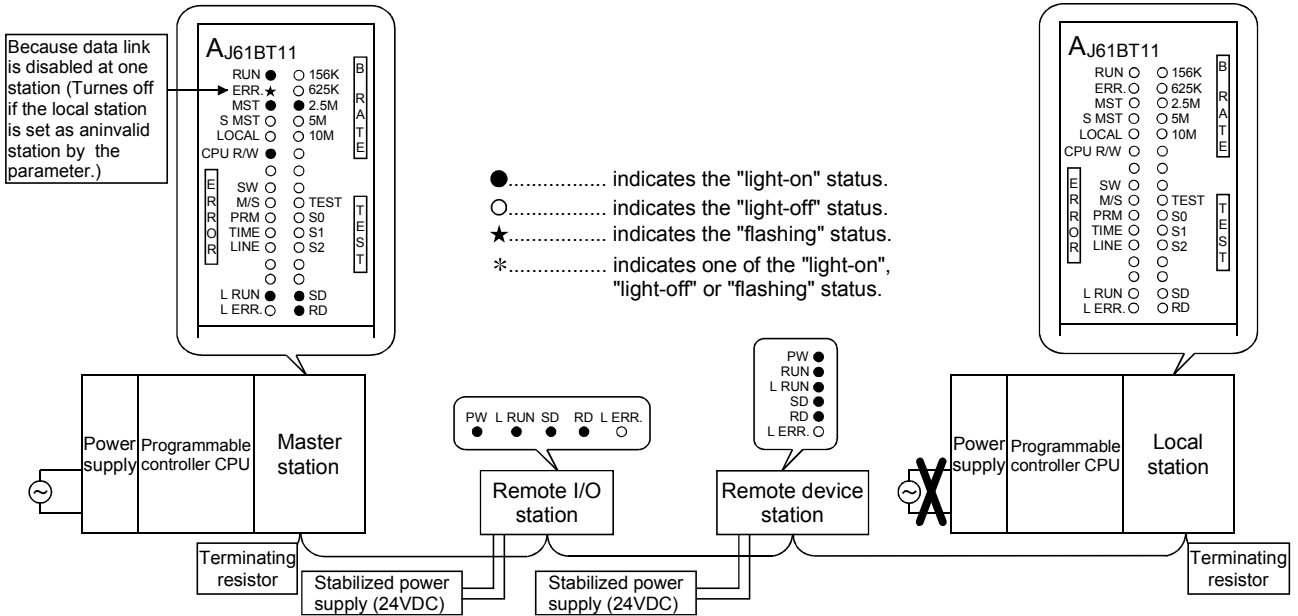 Because data link
is disabled at one
station (Turnes off
if the local station
is set as aninvalid
station by the
parameter.)
AJ61BT11
RUN ● ○ 156K
ERR. ★ ○ 625K
MST ● ● 2.5M
S MST ○ ○ 5M
LOCAL ○ ○ 10M
CPU R/W ● ○
○ ○
SW ○ ○
M/S ○ ○ TEST
PRM ○ ○ S0
TIME ○ ○ S1
LINE ○ ○ S2
○ ○
○ ○
L RUN ● ● SD
L ERR. ○ ● RD
B RATE
ERROR
TEST
●................. indicates the "light-on" status.
○................. indicates the "light-off" status.
★................. indicates the "flashing" status.
*................. indicates one of the "light-on",
"light-off" or "flashing" status.
AJ61BT11
RUN ○ ○ 156K
ERR. ○ ○ 625K
MST ○ ○ 2.5M
S MST ○ ○ 5M
LOCAL ○ ○ 10M
CPU R/W ○ ○
○ ○
SW ○ ○
M/S ○ ○ TEST
PRM ○ ○ S0
TIME ○ ○ S1
LINE ○ ○ S2
○ ○
○ ○
L RUN ○ ○ SD
L ERR. ○ ○ RD
B RATE
ERROR
TEST
Power
supply
Programmable
controller CPU
Master
station
PW L RUN SD RD L ERR.
● ● ● ● ○
Remote I/O
station
PW ●
RUN ●
L RUN ●
SD ●
RD ●
L ERR. ○
Remote device
station
Power
supply
Programmable
controller CPU
Local
station
Terminating
resistor
Stabilized power
supply (24VDC)
Stabilized power
supply (24VDC)
Terminating
resistor